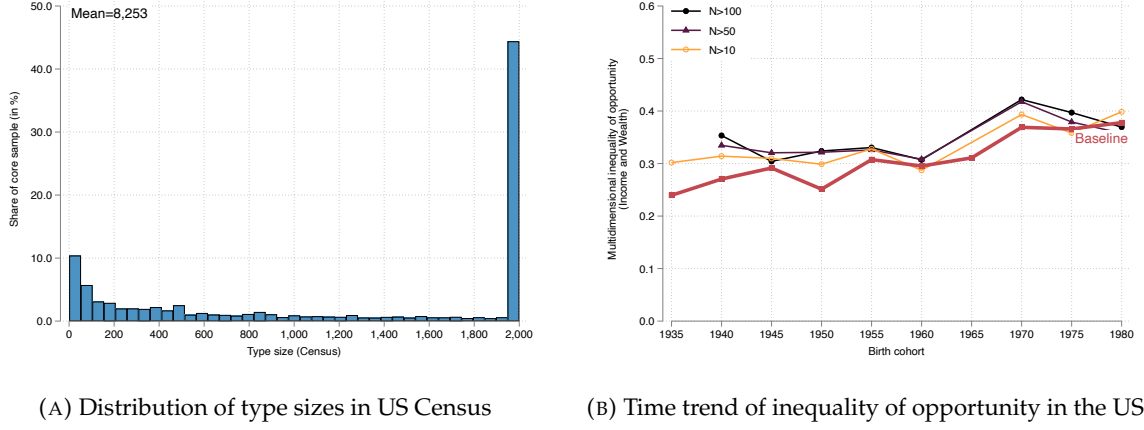 50.0
Mean=8,253
40.0
30.0
20.0
10.0
0.0
Share of core sample (in %)
0 200 400 600 800 1,000 1,200 1,400 1,600 1,800 2,000
Type size (Census)
(A) Distribution of type sizes in US Census
N>100
N>50
N>10
0.6
0.5
0.4
0.3
0.2
0.1
0.0
Multidimensional inequality of opportunity
(Income and Wealth)
Baseline
1935 1940 1945 1950 1955 1960 1965 1970 1975 1980
Birth cohort
(B) Time trend of inequality of opportunity in the US